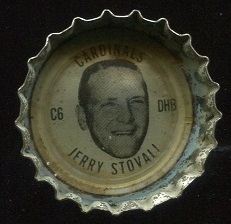 CARDINALS
C6
DHB
JERRY STOVALL